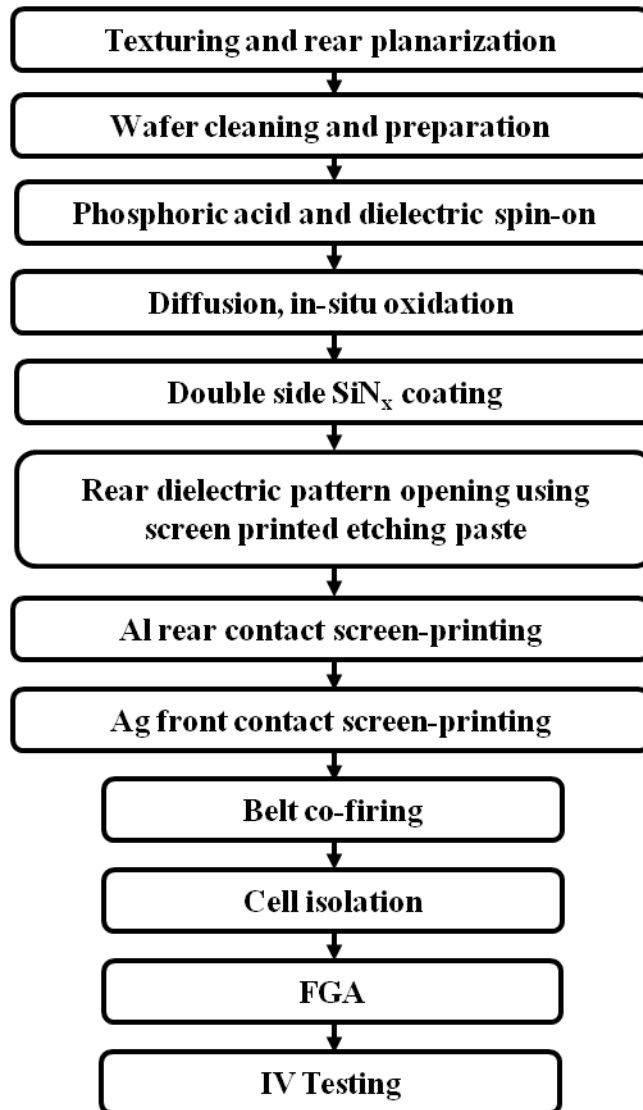 Texturing and rear planarization
Wafer cleaning and preparation
Phosphoric acid and dielectric spin-on
Diffusion, in-situ oxidation
Double side SiNx coating
Rear dielectric pattern opening using
screen printed etching paste
Al rear contact screen-printing
Ag front contact screen-printing
Belt co-firing
Cell isolation
FGA
IV Testing